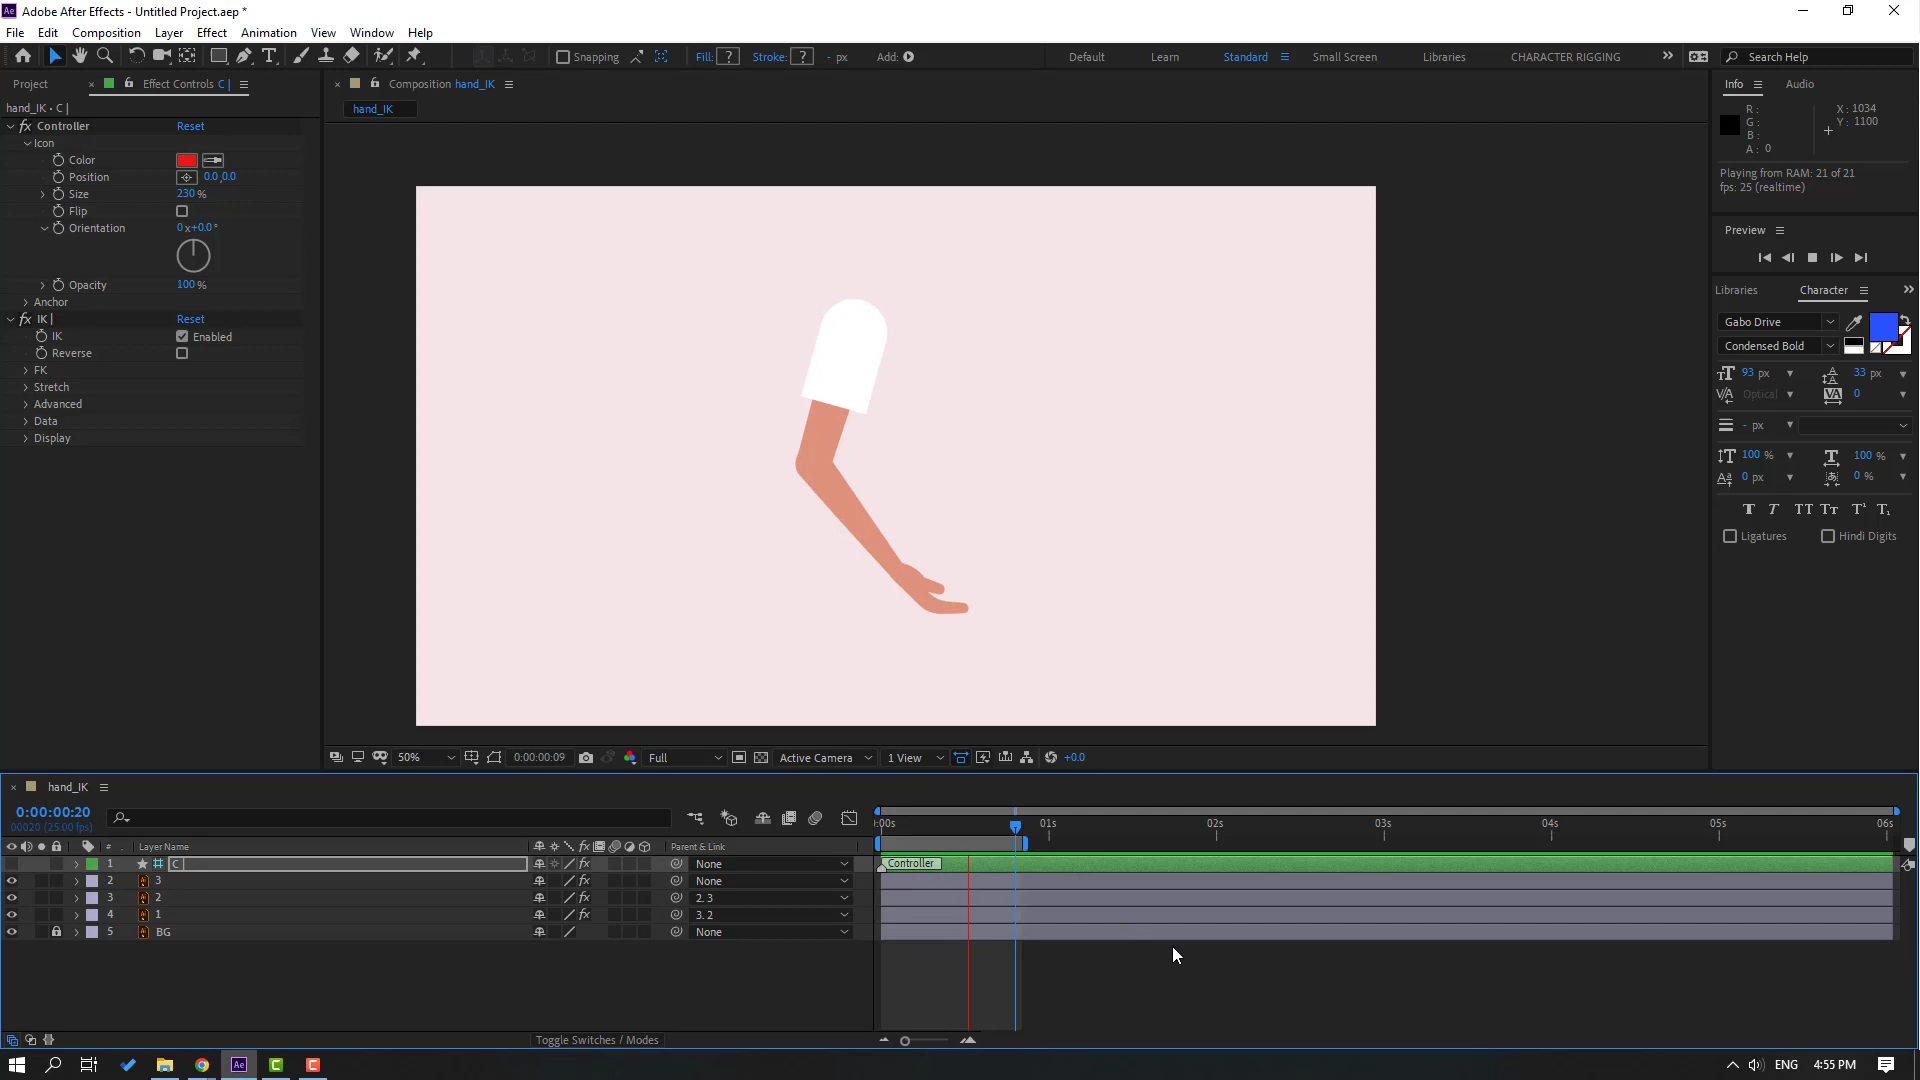 Adobe After Effects - Untitled Project.aep *
File Edit Composition Layer Effect Animation View Window Help
Snapping Fill: ? Stroke: ? - px Add: Default Learn Standard Small Screen Libraries CHARACTER RIGGING Search Help
Project Effect Controls C | Composition hand_IK
hand_IK • C |
hand_IK
Controller Reset
Icon
Color
Position 0.0,0.0
Size 230 %
Flip
Orientation 0 x+0.0°
Opacity 100 %
Anchor
IK | Reset
IK Enabled
Reverse
FK
Stretch
Advanced
Data
Display
50% 0:00:00:09 Full Active Camera 1 View +0.0
Info Audio
R : X : 1034
G : Y : 1100
B :
A : 0
Playing from RAM: 21 of 21
fps: 25 (realtime)
Preview
Libraries Character
Gabo Drive
Condensed Bold
93 px 33 px
Optical 0
- px
100 % 100 %
0 px 0 %
Ligatures Hindi Digits
hand_IK
0:00:00:20
00020 (25.00 fps)
:00s 01s 02s 03s 04s 05s 06s
# Layer Name Parent & Link
1 C | None Controller
2 3 None
3 2 2. 3
4 1 3. 2
5 BG None
Toggle Switches / Modes
ENG 4:55 PM